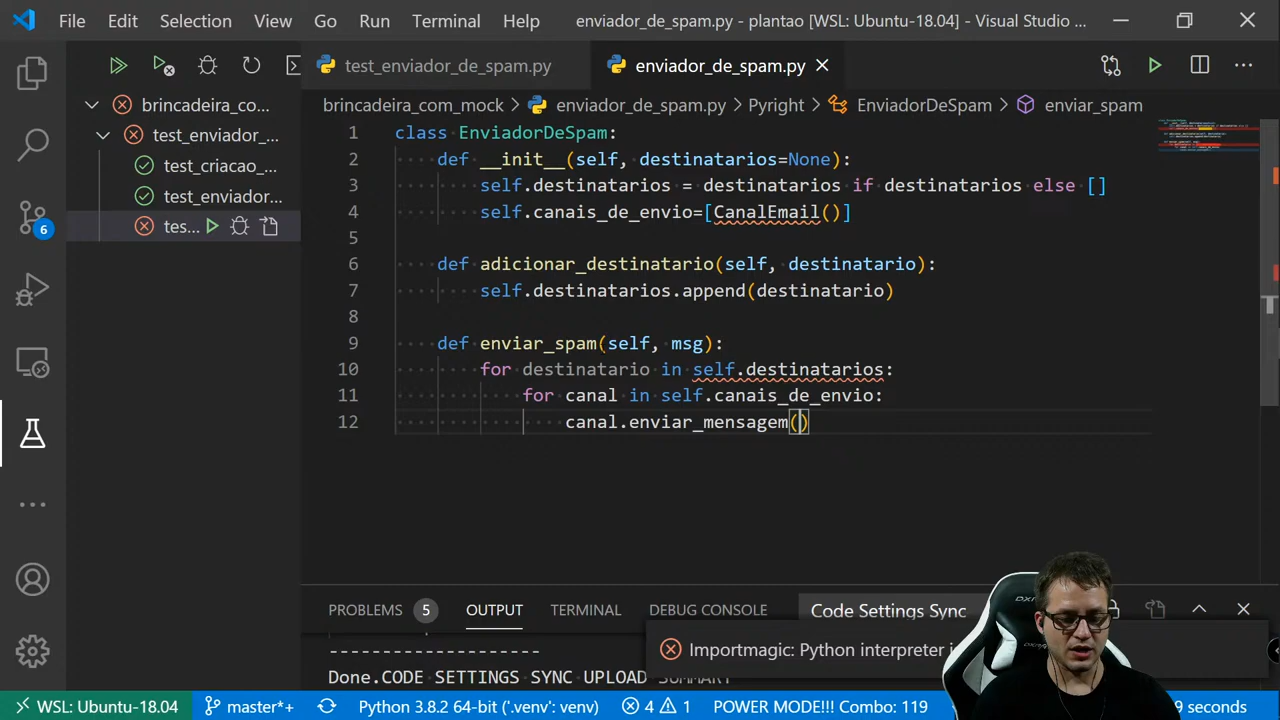 File Edit Selection View Go Run Terminal Help enviador_de_spam.py - plantao [WSL: Ubuntu-18.04] - Visual Studio ...
test_enviador_de_spam.py enviador_de_spam.py
brincadeira_co...
test_enviador_...
test_criacao_...
test_enviador...
tes...
6
brincadeira_com_mock > enviador_de_spam.py > Pyright > EnviadorDeSpam > enviar_spam
1 class EnviadorDeSpam:
2 def __init__(self, destinatarios=None):
3 self.destinatarios = destinatarios if destinatarios else []
4 self.canais_de_envio=[CanalEmail()]
5
6 def adicionar_destinatario(self, destinatario):
7 self.destinatarios.append(destinatario)
8
9 def enviar_spam(self, msg):
10 for destinatario in self.destinatarios:
11 for canal in self.canais_de_envio:
12 canal.enviar_mensagem()
PROBLEMS 5 OUTPUT TERMINAL DEBUG CONSOLE Code Settings Sync
-------------------
Done.CODE SETTINGS SYNC UPLOAD SUMMARY
Importmagic: Python interpreter
WSL: Ubuntu-18.04 master*+ Python 3.8.2 64-bit ('.venv': venv) 4 1 POWER MODE!!! Combo: 119 9 seconds